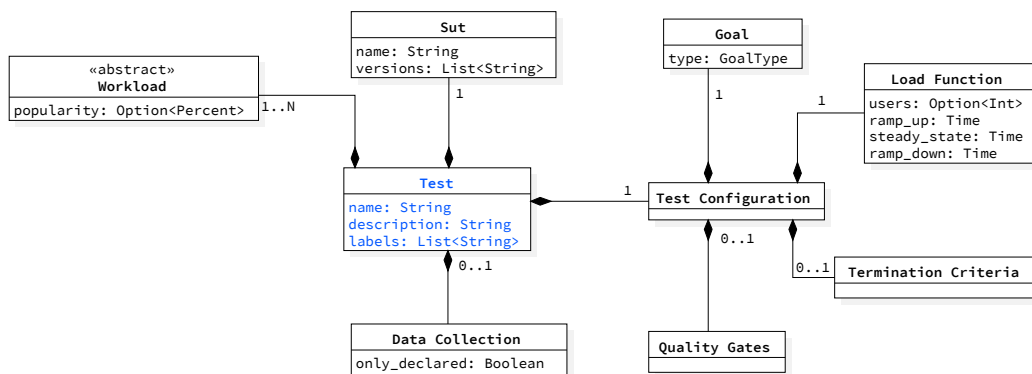 «abstract»
Workload
popularity: Option<Percent>
1..N
Sut
name: String
versions: List<String>
1
Goal
type: GoalType
1
Load Function
users: Option<Int>
ramp_up: Time
steady_state: Time
ramp_down: Time
1
Test
name: String
description: String
labels: List<String>
1
Test Configuration
0..1
0..1
0..1
Termination Criteria
Data Collection
only_declared: Boolean
Quality Gates